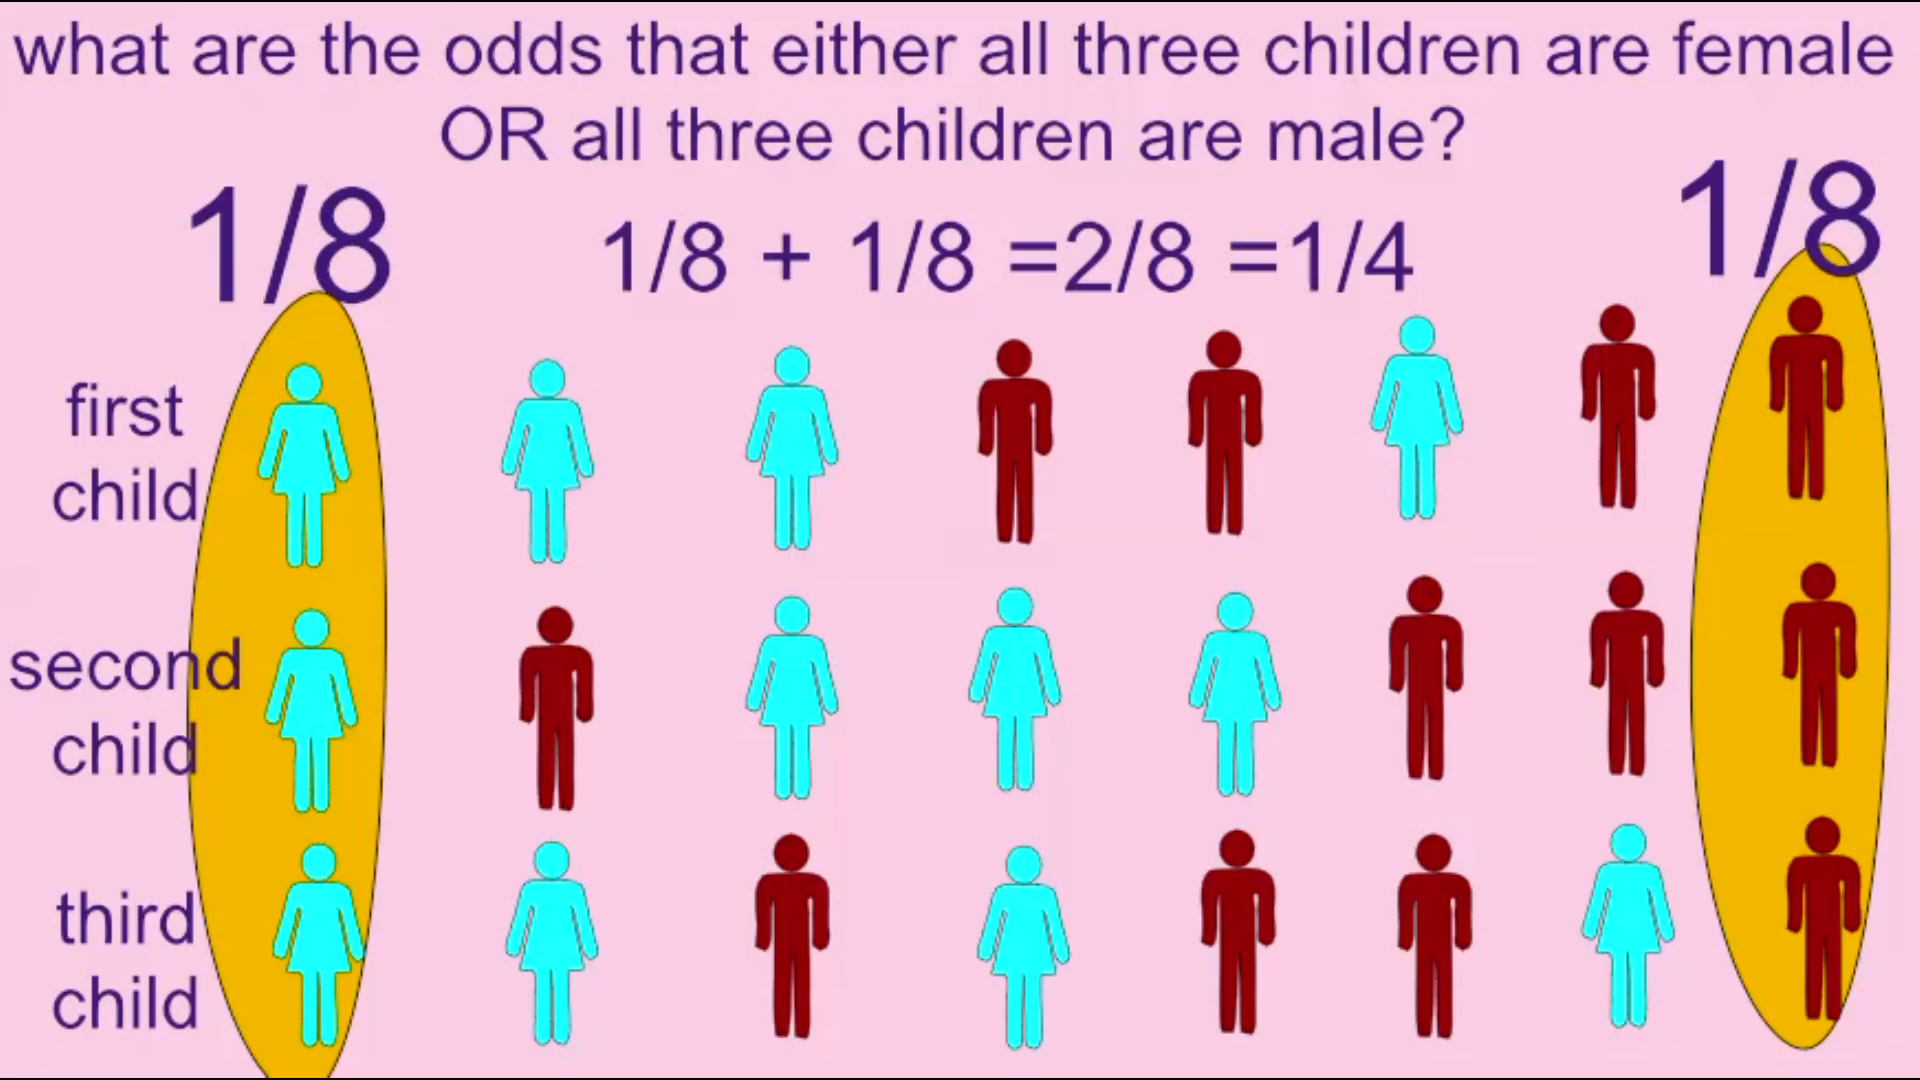 what are the odds that either all three children are female
OR all three children are male?
1/8
1/8 + 1/8 =2/8 =1/4
1/8
first
child
second
child
third
child